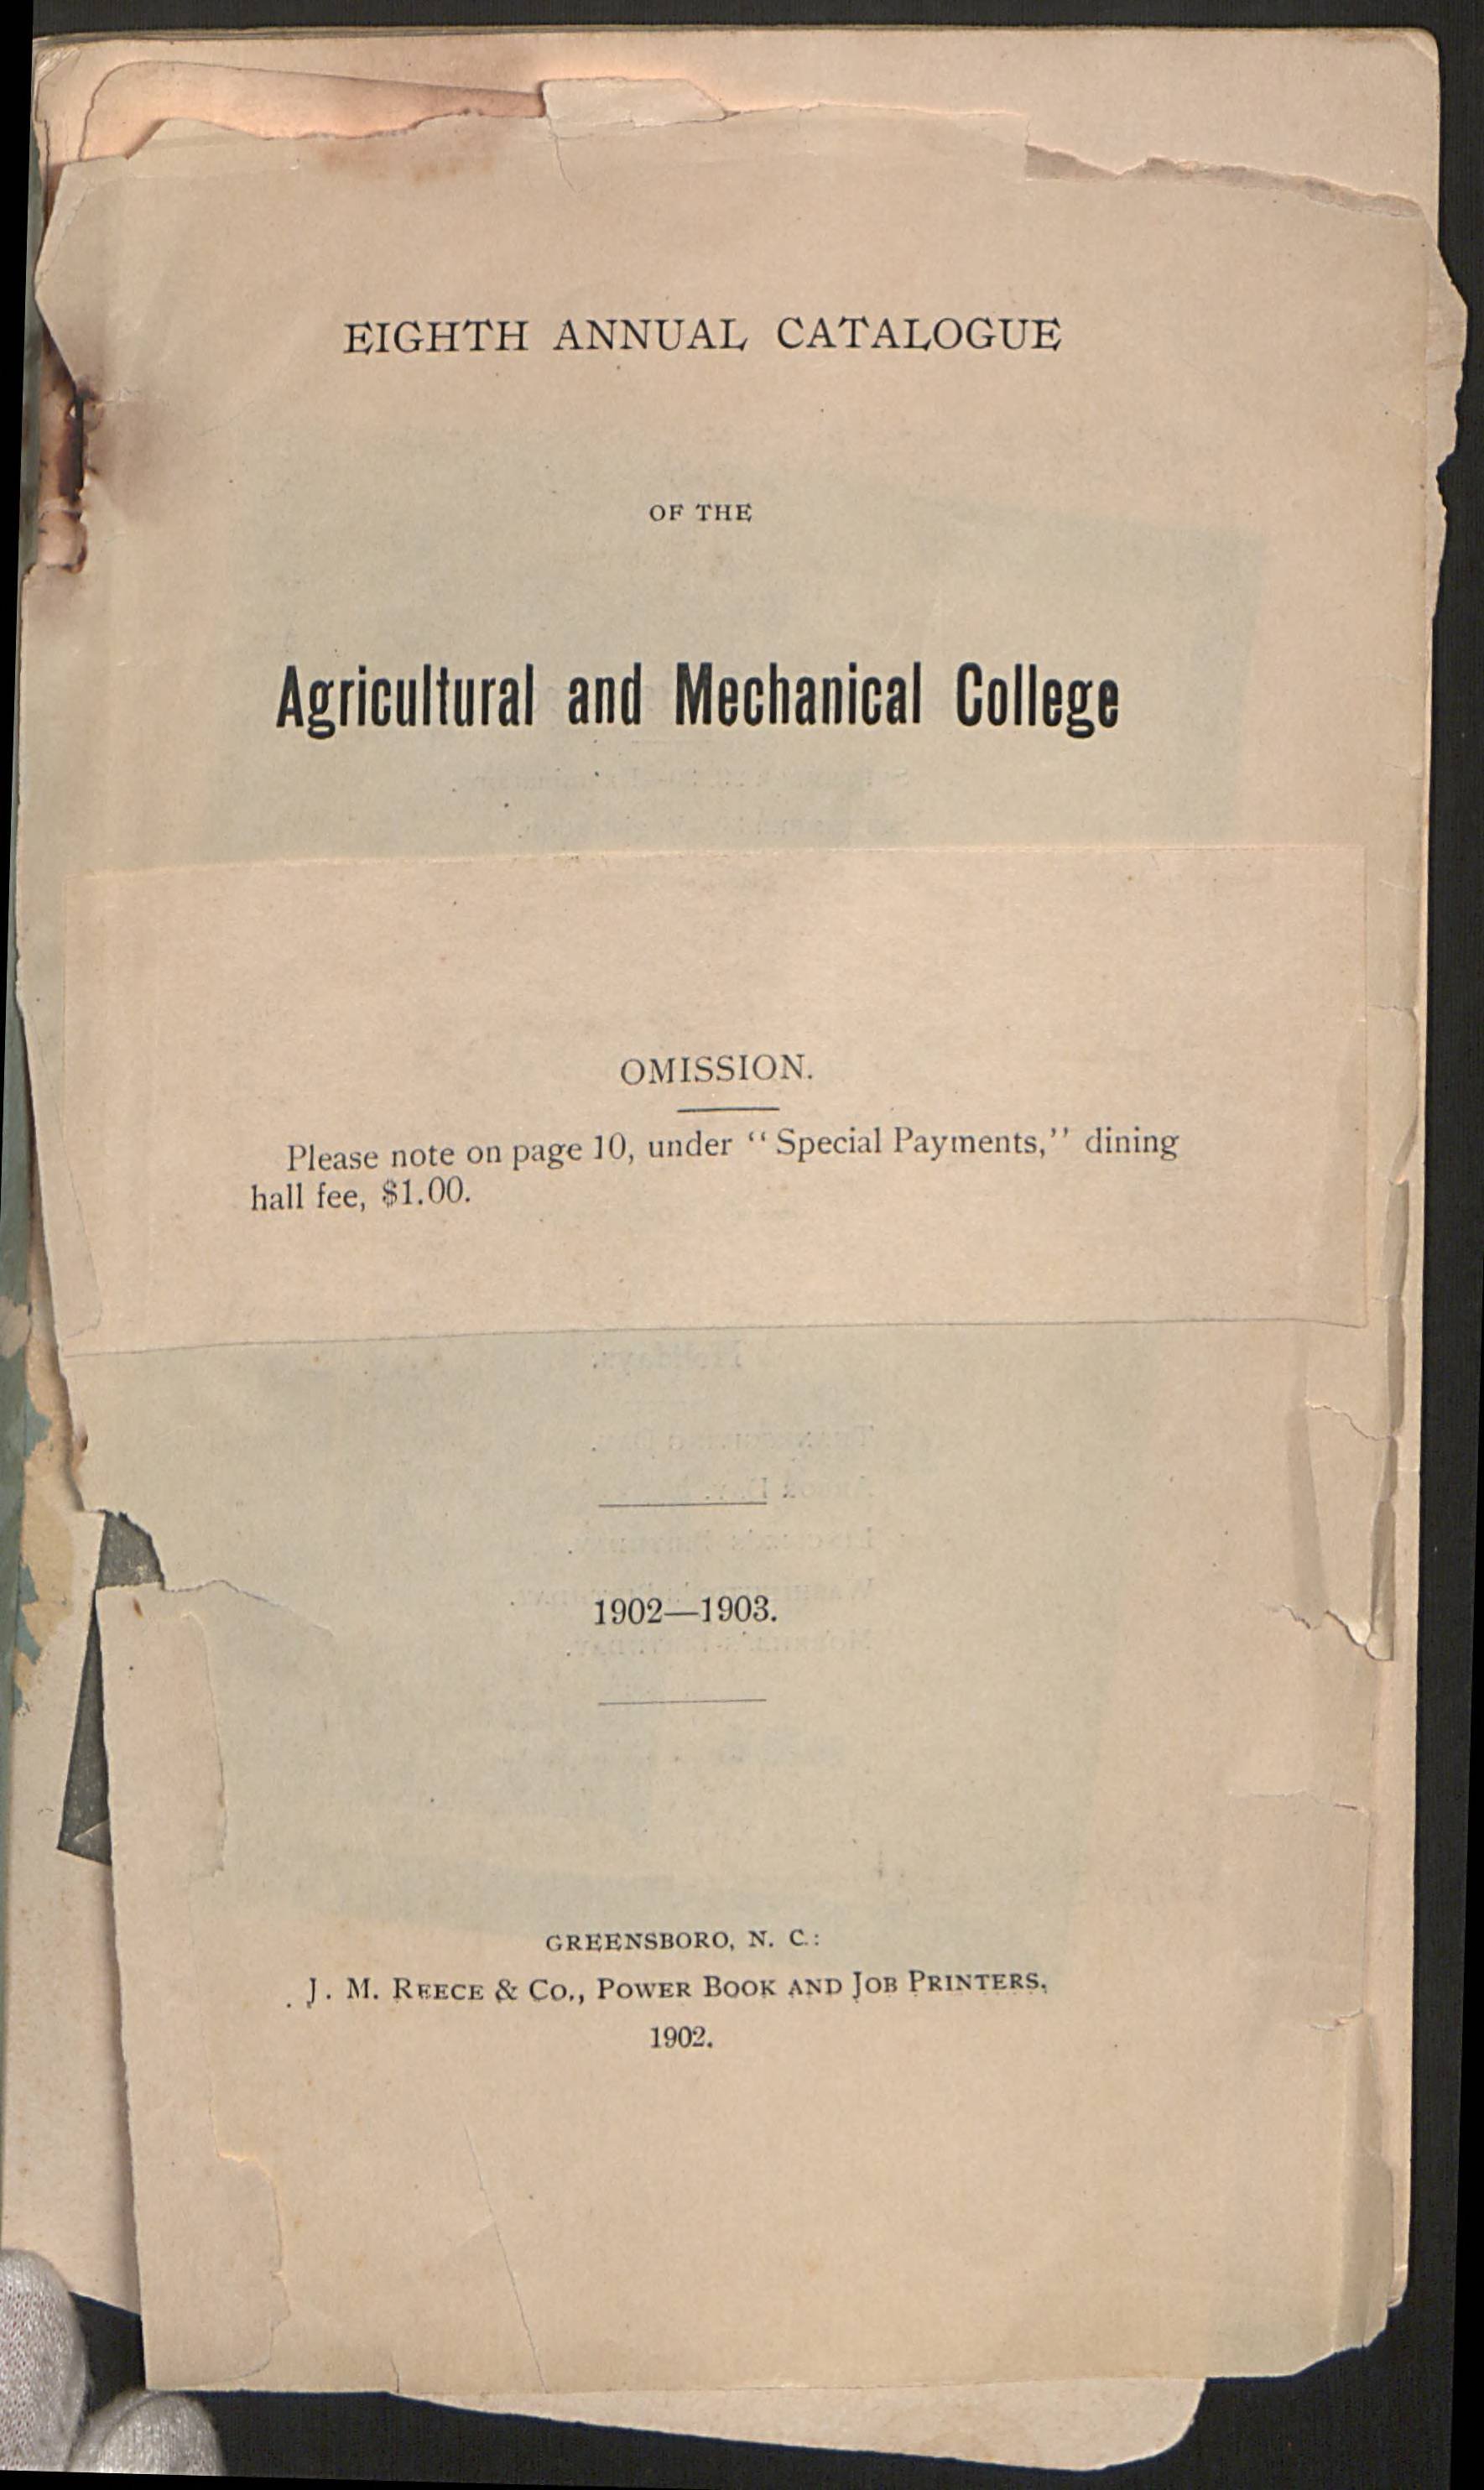 EIGHTH ANNUAL CATALOGUE
OF THE
Agricultural and Mechanical College
OMISSION.
Please note on page 10, under “Special Payments,” dining
hall fee, $1.00.
1902—1903.
GREENSBORO, N. C.:
J. M. REECE & CO., POWER BOOK AND JOB PRINTERS,
1902.